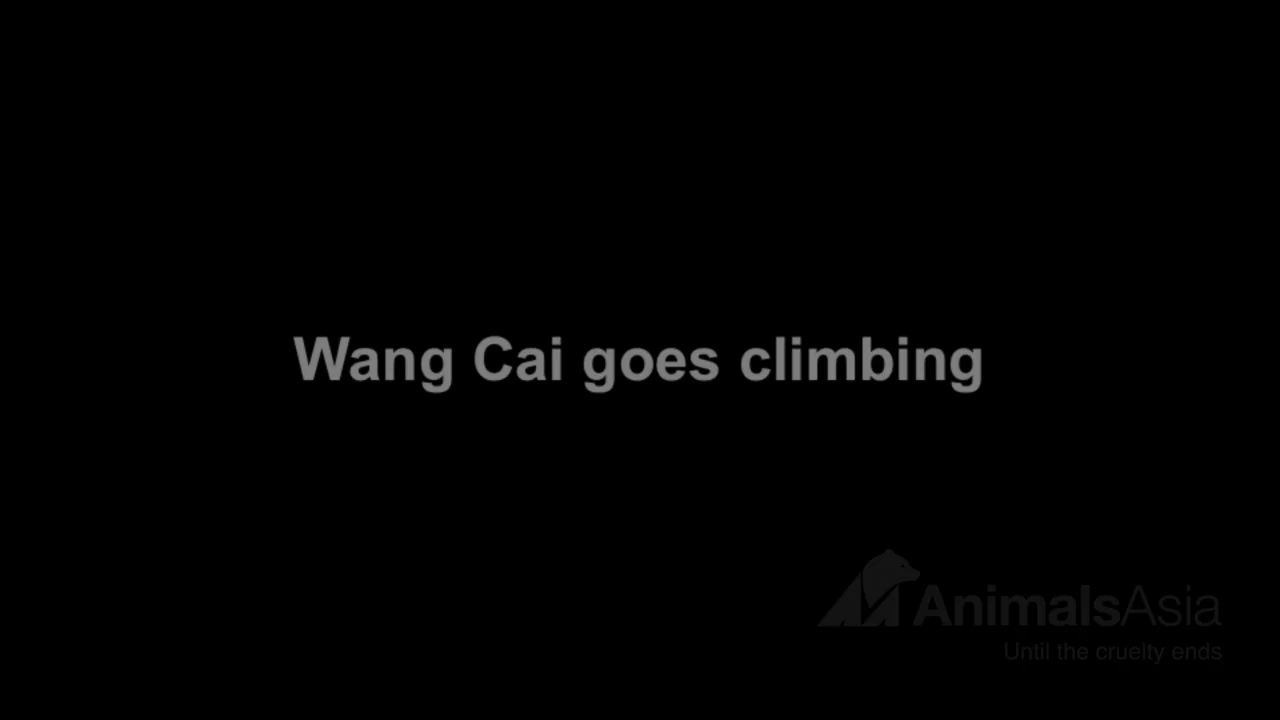 Wang Cai goes climbing
AnimalsAsia
Until the cruelty ends